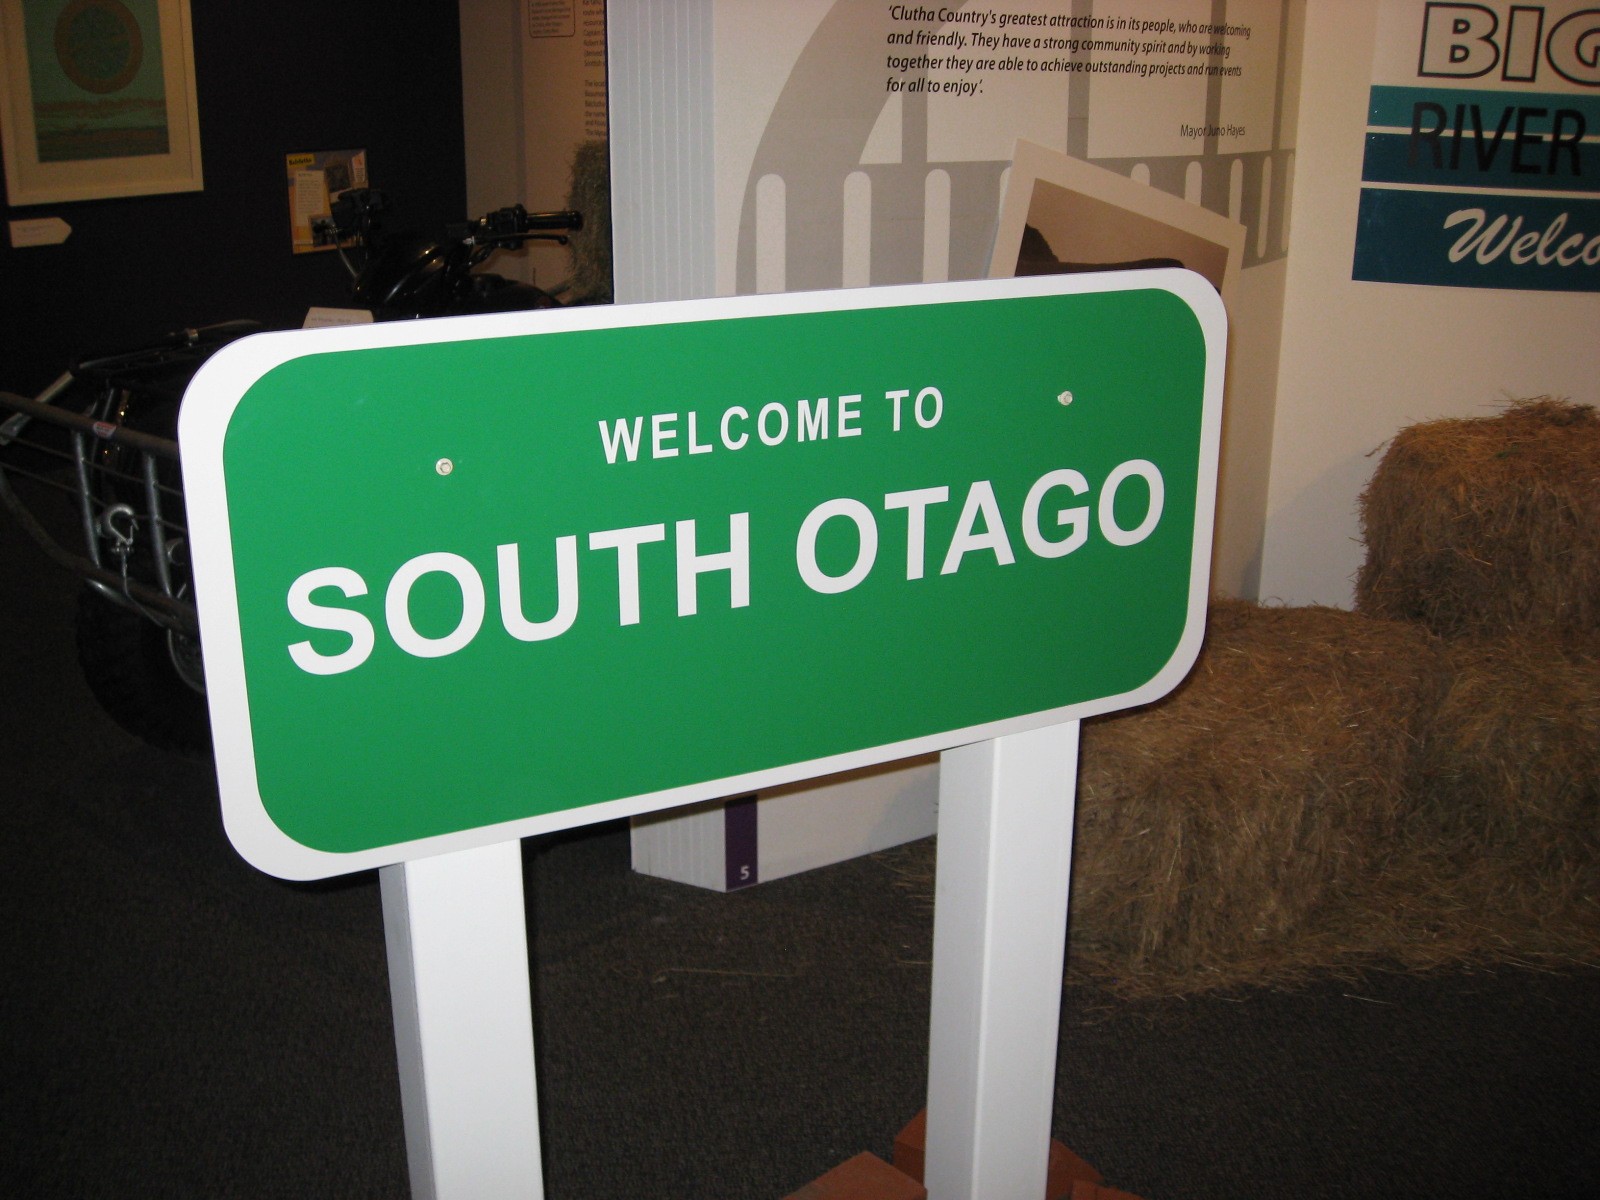 'Clutha Country's greatest attraction is in its people, who are welcoming
and friendly. They have a strong community spirit and by working
together they are able to achieve outstanding projects and run events
for all to enjoy'.
Mayor Juno Hayes
BIG
RIVER
Welco
WELCOME TO
SOUTH OTAGO
5